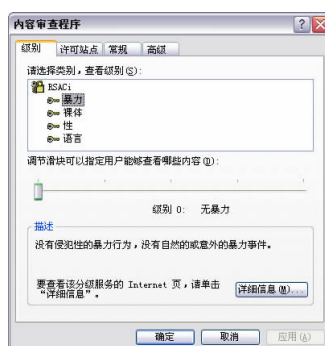 内容审查程序
级别 许可站点 常规 高级
请选择类别，查看级别(S):
RSACi
暴力
裸体
性
语言
调节滑块可以指定用户能够查看哪些内容(D):
级别 0: 无暴力
描述
没有侵犯性的暴力行为，没有自然的或意外的暴力事件。
要查看该分级服务的 Internet 页，请单击
“详细信息”。
详细信息(M)...
确定 取消 应用(A)